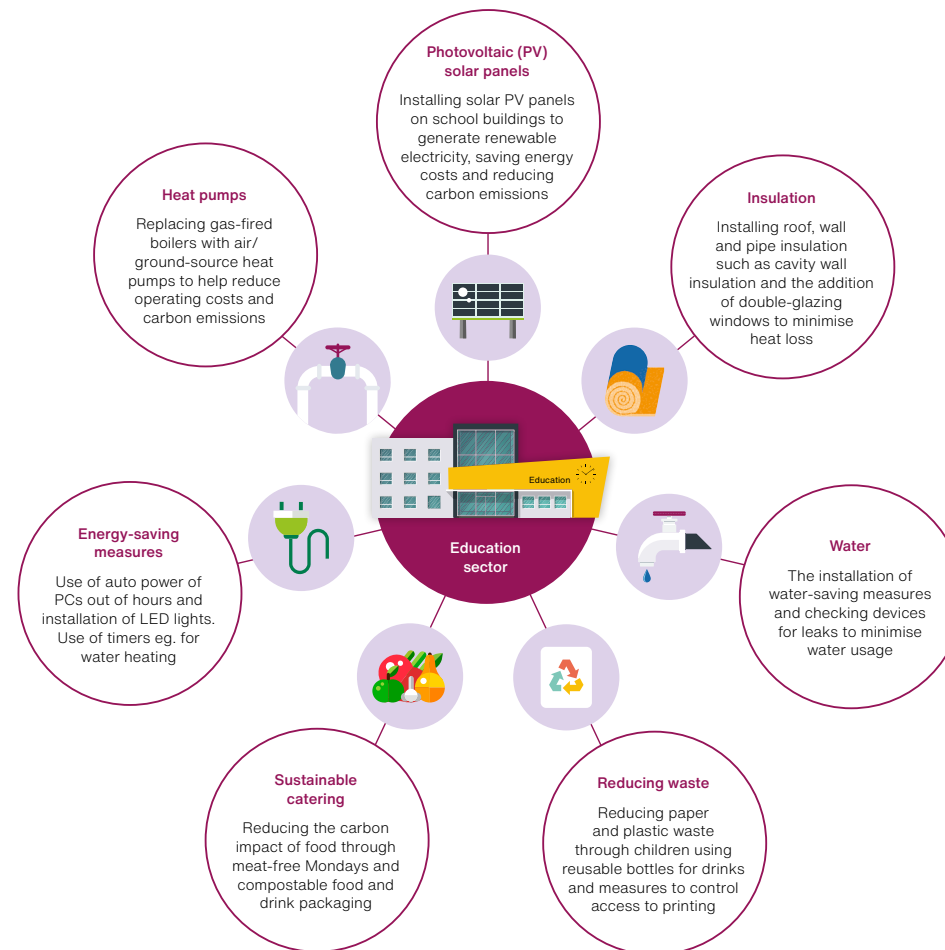 Photovoltaic (PV)
solar panels
Installing solar PV panels
on school buildings to
generate renewable
electricity, saving energy
costs and reducing
carbon emissions
Heat pumps
Replacing gas-fired
boilers with air/
ground-source heat
pumps to help reduce
operating costs and
carbon emissions
Insulation
Installing roof, wall
and pipe insulation
such as cavity wall
insulation and the addition
of double-glazing
windows to minimise
heat loss
Education
Education
sector
Energy-saving
measures
Use of auto power of
PCs out of hours and
installation of LED lights.
Use of timers eg. for
water heating
Water
The installation of
water-saving measures
and checking devices
for leaks to minimise
water usage
Sustainable
catering
Reducing the carbon
impact of food through
meat-free Mondays and
compostable food and
drink packaging
Reducing waste
Reducing paper
and plastic waste
through children using
reusable bottles for drinks
and measures to control
access to printing